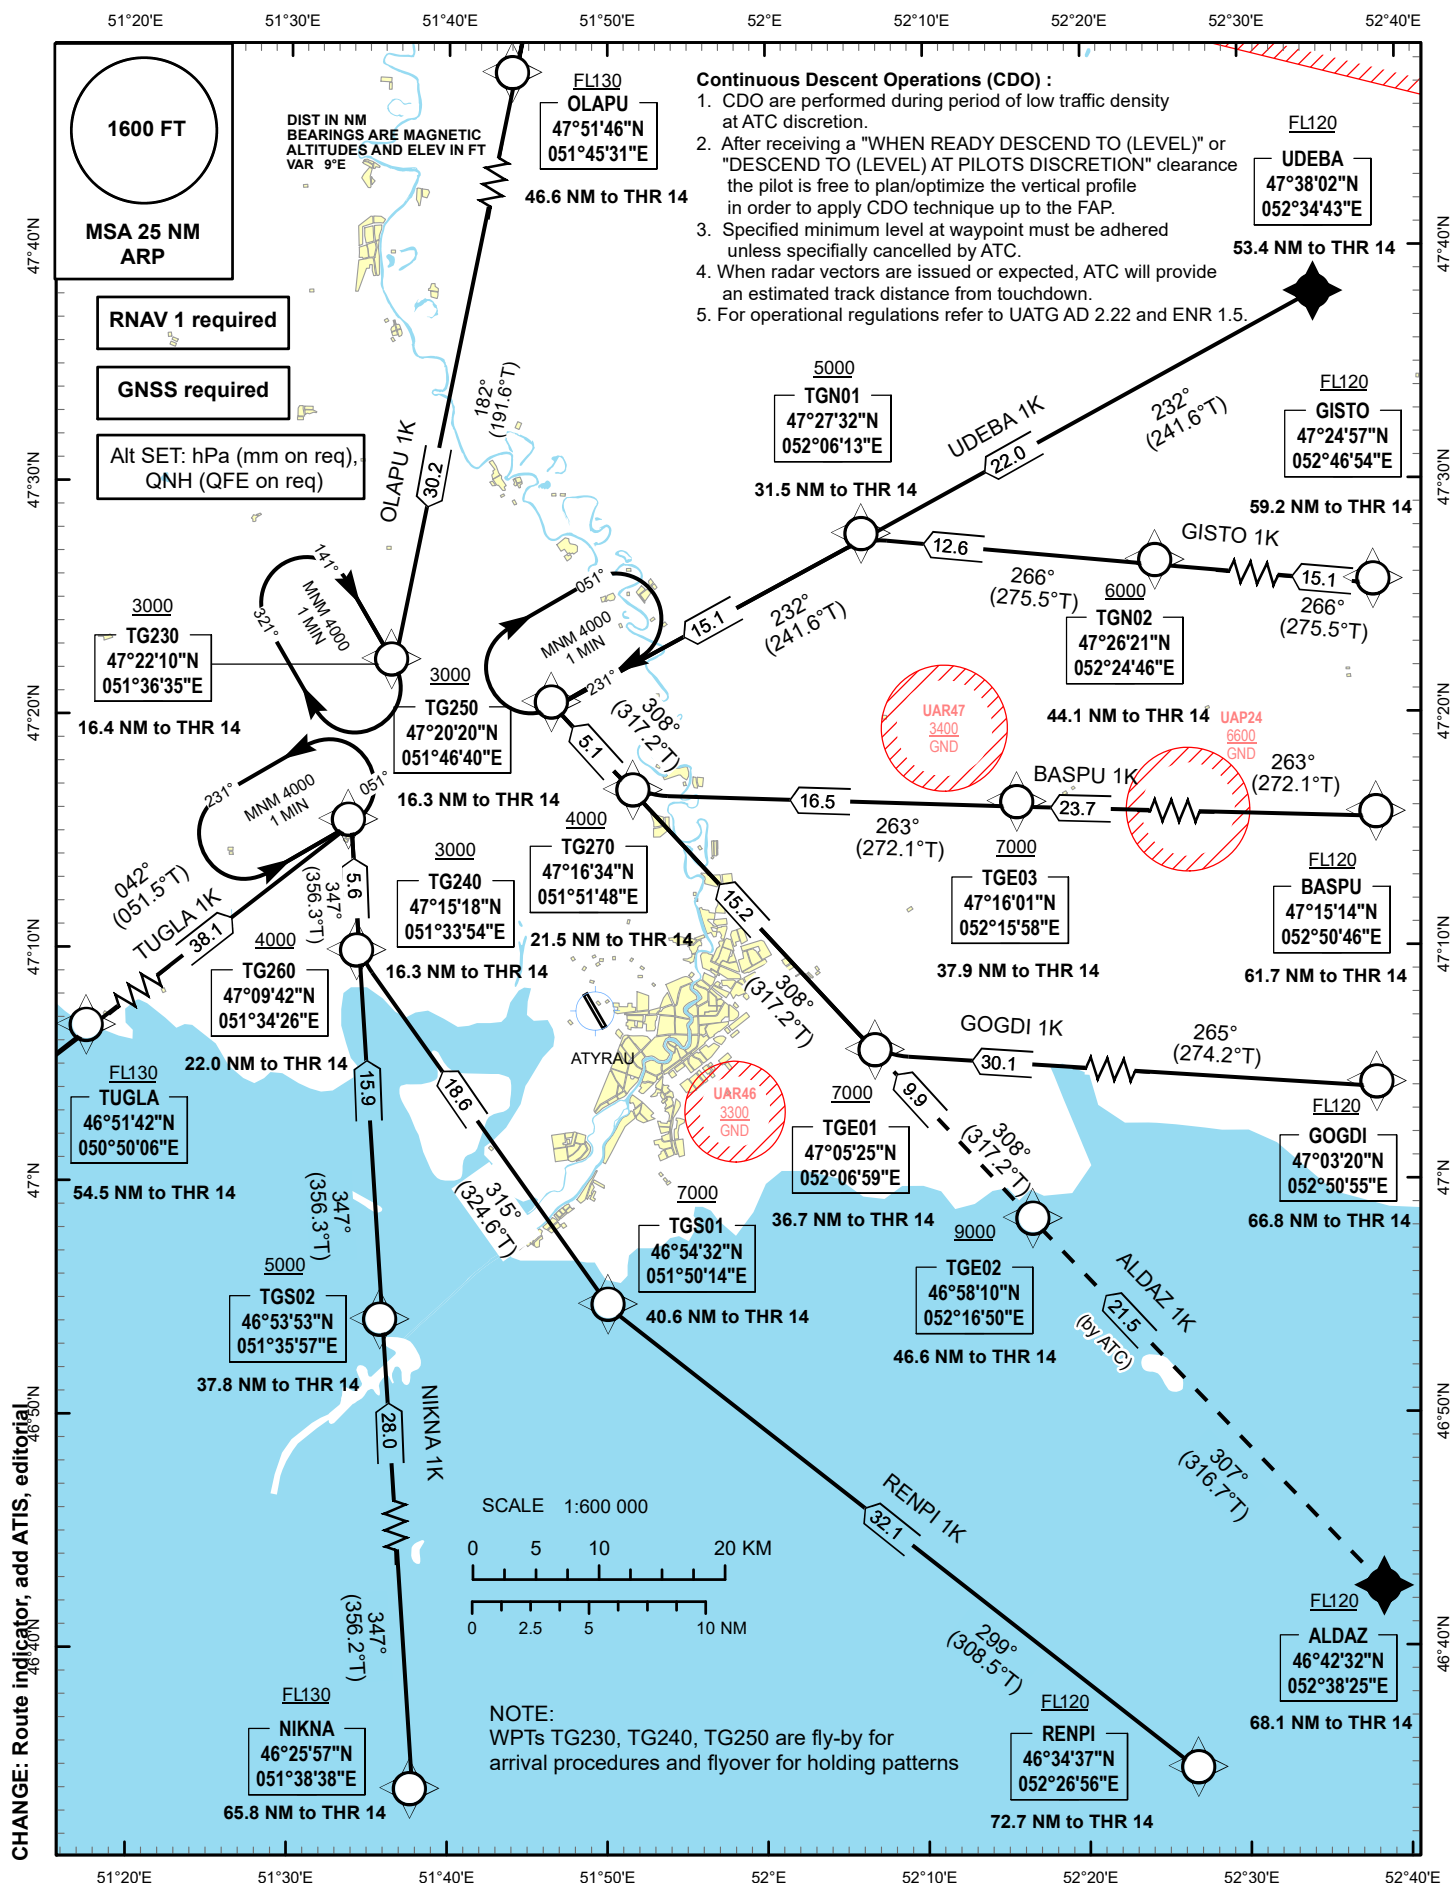 51°20'E
51°30'E
51°40'E
51°50'E
52°E
52°10'E
52°20'E
52°30'E
52°40'E
1600 FT
MSA 25 NM
ARP
DIST IN NM
BEARINGS ARE MAGNETIC
ALTITUDES AND ELEV IN FT
VAR 9°E
FL130
OLAPU
47°51'46"N
051°45'31"E
46.6 NM to THR 14
Continuous Descent Operations (CDO) :
1. CDO are performed during period of low traffic density
at ATC discretion.
2. After receiving a "WHEN READY DESCEND TO (LEVEL)" or
"DESCEND TO (LEVEL) AT PILOTS DISCRETION" clearance
the pilot is free to plan/optimize the vertical profile
in order to apply CDO technique up to the FAP.
3. Specified minimum level at waypoint must be adhered
unless specifially cancelled by ATC.
4. When radar vectors are issued or expected, ATC will provide
an estimated track distance from touchdown.
5. For operational regulations refer to UATG AD 2.22 and ENR 1.5.
FL120
UDEBA
47°38'02"N
052°34'43"E
53.4 NM to THR 14
47°40'N
47°40'N
RNAV 1 required
GNSS required
Alt SET: hPa (mm on req),
QNH (QFE on req)
182°
(191.6°T)
OLAPU 1K
30.2
5000
TGN01
47°27'32"N
052°06'13"E
31.5 NM to THR 14
UDEBA 1K
22.0
232°
(241.6°T)
FL120
GISTO
47°24'57"N
052°46'54"E
59.2 NM to THR 14
47°30'N
47°30'N
GISTO 1K
12.6
266°
(275.5°T)
15.1
266°
(275.5°T)
6000
TGN02
47°26'21"N
052°24'46"E
44.1 NM to THR 14
141°
321°
MNM 4000
1 MIN
051°
231°
MNM 4000
1 MIN
15.1
232°
(241.6°T)
3000
TG230
47°22'10"N
051°36'35"E
16.4 NM to THR 14
3000
TG250
47°20'20"N
051°46'40"E
16.3 NM to THR 14
308°
(317.2°T)
5.1
UAR47
3400
GND
UAP24
6600
GND
47°20'N
47°20'N
231°
051°
MNM 4000
1 MIN
BASPU 1K
16.5
263°
(272.1°T)
23.7
263°
(272.1°T)
4000
TG270
47°16'34"N
051°51'48"E
21.5 NM to THR 14
3000
TG240
47°15'18"N
051°33'54"E
16.3 NM to THR 14
7000
TGE03
47°16'01"N
052°15'58"E
37.9 NM to THR 14
FL120
BASPU
47°15'14"N
052°50'46"E
61.7 NM to THR 14
042°
(051.5°T)
TUGLA 1K
38.1
5.6
347°
(356.3°T)
4000
TG260
47°09'42"N
051°34'26"E
22.0 NM to THR 14
15.2
308°
(317.2°T)
47°10'N
47°10'N
ATYRAU
GOGDI 1K
30.1
265°
(274.2°T)
FL130
TUGLA
46°51'42"N
050°50'06"E
54.5 NM to THR 14
15.9
18.6
UAR46
3300
GND
7000
TGE01
47°05'25"N
052°06'59"E
36.7 NM to THR 14
9.9
308°
(317.2°T)
FL120
GOGDI
47°03'20"N
052°50'55"E
66.8 NM to THR 14
47°N
47°N
347°
(356.3°T)
315°
(324.6°T)
7000
TGS01
46°54'32"N
051°50'14"E
40.6 NM to THR 14
9000
TGE02
46°58'10"N
052°16'50"E
46.6 NM to THR 14
ALDAZ 1K
21.5
(by ATC)
5000
TGS02
46°53'53"N
051°35'57"E
37.8 NM to THR 14
46°50'N
46°50'N
NIKNA 1K
28.0
307°
(316.7°T)
RENPI 1K
32.1
SCALE 1:600 000
0 5 10 20 KM
0 2.5 5 10 NM
347°
(356.2°T)
299°
(308.5°T)
FL120
ALDAZ
46°42'32"N
052°38'25"E
68.1 NM to THR 14
46°40'N
46°40'N
FL130
NIKNA
46°25'57"N
051°38'38"E
65.8 NM to THR 14
NOTE:
WPTs TG230, TG240, TG250 are fly-by for
arrival procedures and flyover for holding patterns
FL120
RENPI
46°34'37"N
052°26'56"E
72.7 NM to THR 14
CHANGE: Route indicator, add ATIS, editorial.
51°20'E
51°30'E
51°40'E
51°50'E
52°E
52°10'E
52°20'E
52°30'E
52°40'E